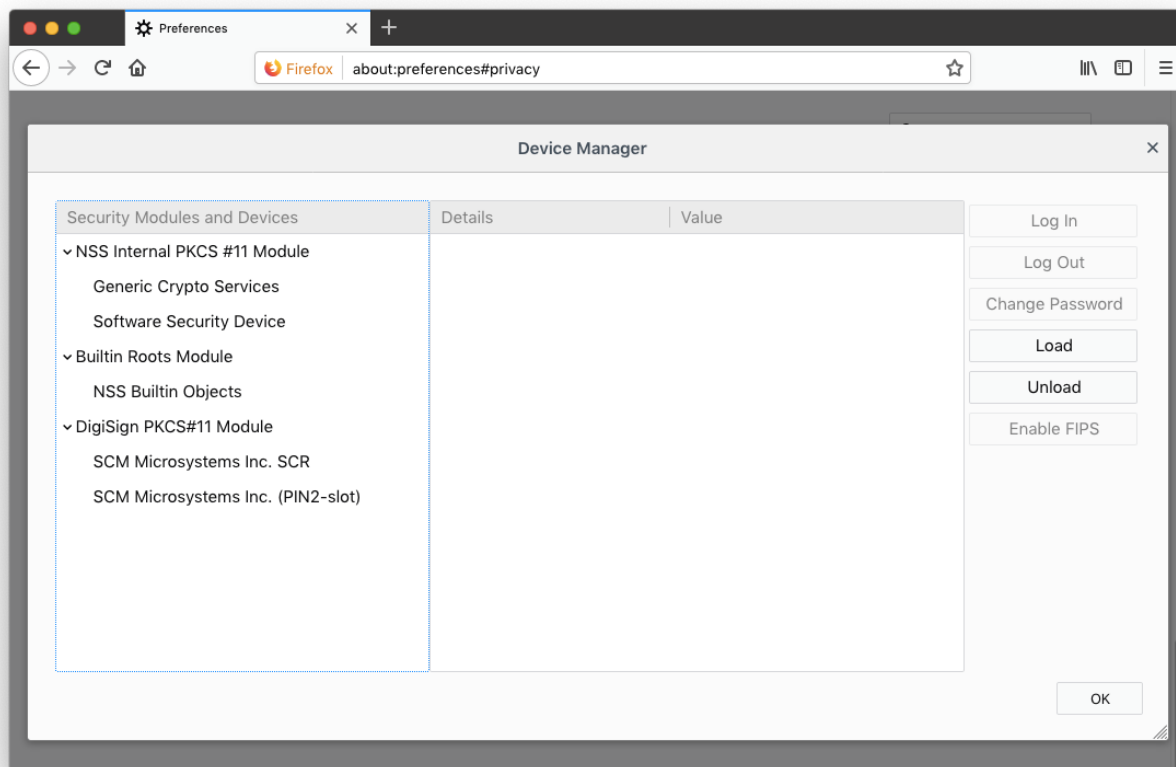 Preferences
Firefox about:preferences#privacy
Device Manager
Security Modules and Devices Details Value
NSS Internal PKCS #11 Module
Generic Crypto Services
Software Security Device
Builtin Roots Module
NSS Builtin Objects
DigiSign PKCS#11 Module
SCM Microsystems Inc. SCR
SCM Microsystems Inc. (PIN2-slot)
Log In
Log Out
Change Password
Load
Unload
Enable FIPS
OK